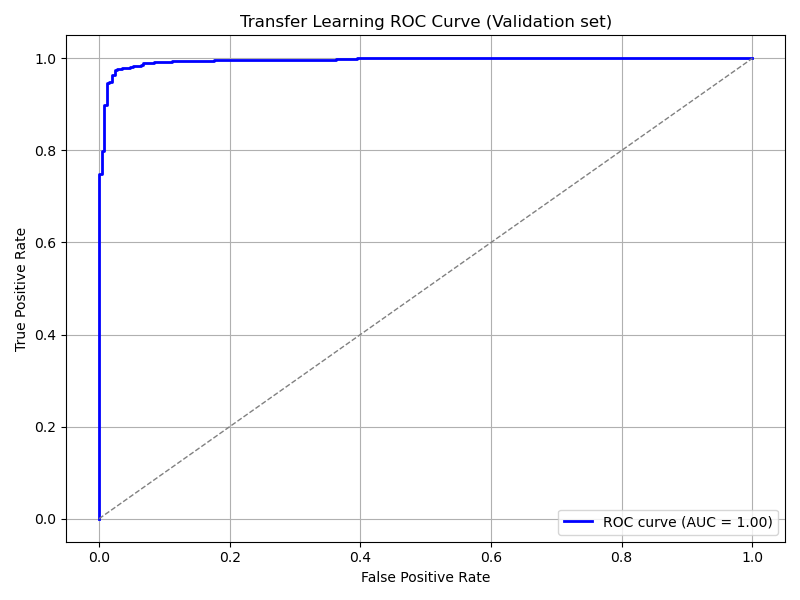 Transfer Learning ROC Curve (Validation set)
True Positive Rate
1.0
0.8
0.6
0.4
0.2
0.0
ROC curve (AUC = 1.00)
0.0 0.2 0.4 0.6 0.8 1.0
False Positive Rate